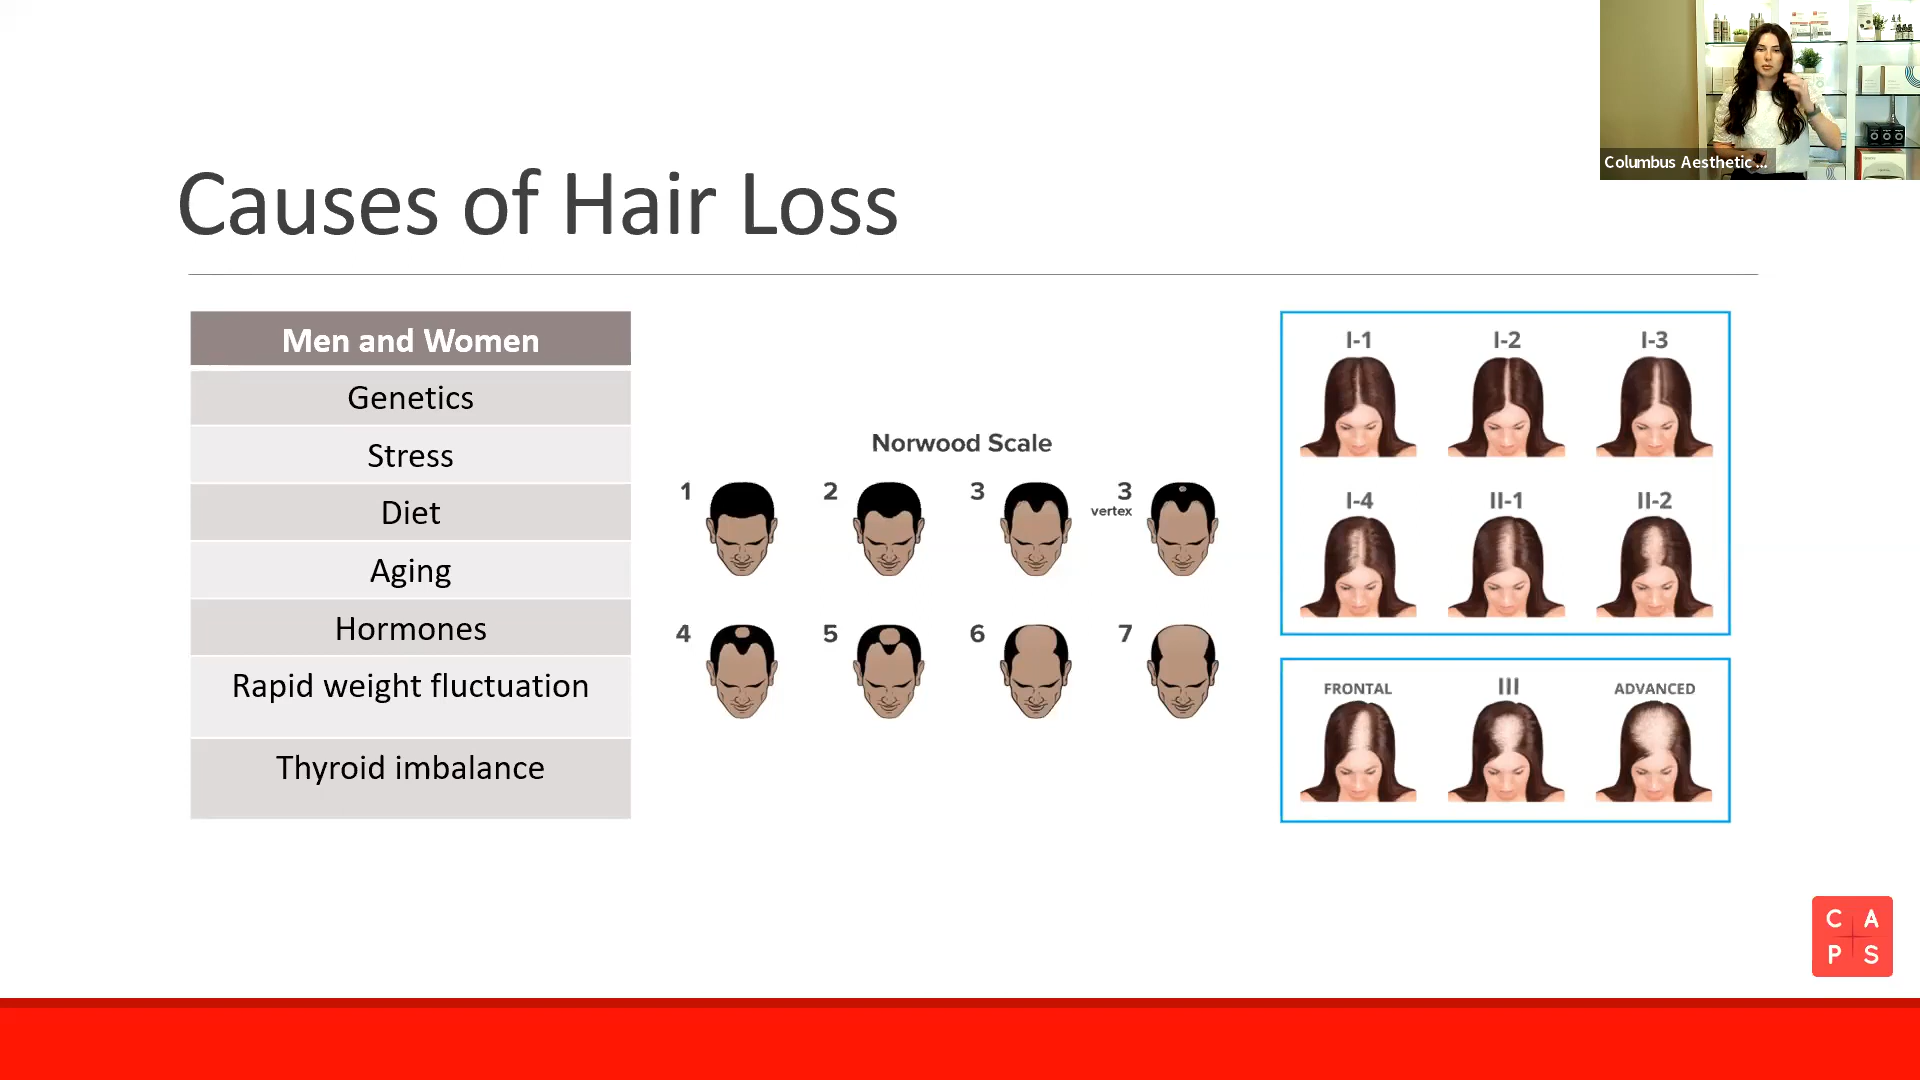 Columbus Aesthetic ...
Causes of Hair Loss
Men and Women
Genetics
Stress
Diet
Aging
Hormones
Rapid weight fluctuation
Thyroid imbalance
Norwood Scale
1 2 3 3
vertex
4 5 6 7
I-1 I-2 I-3
I-4 II-1 II-2
FRONTAL III ADVANCED
C A
P S